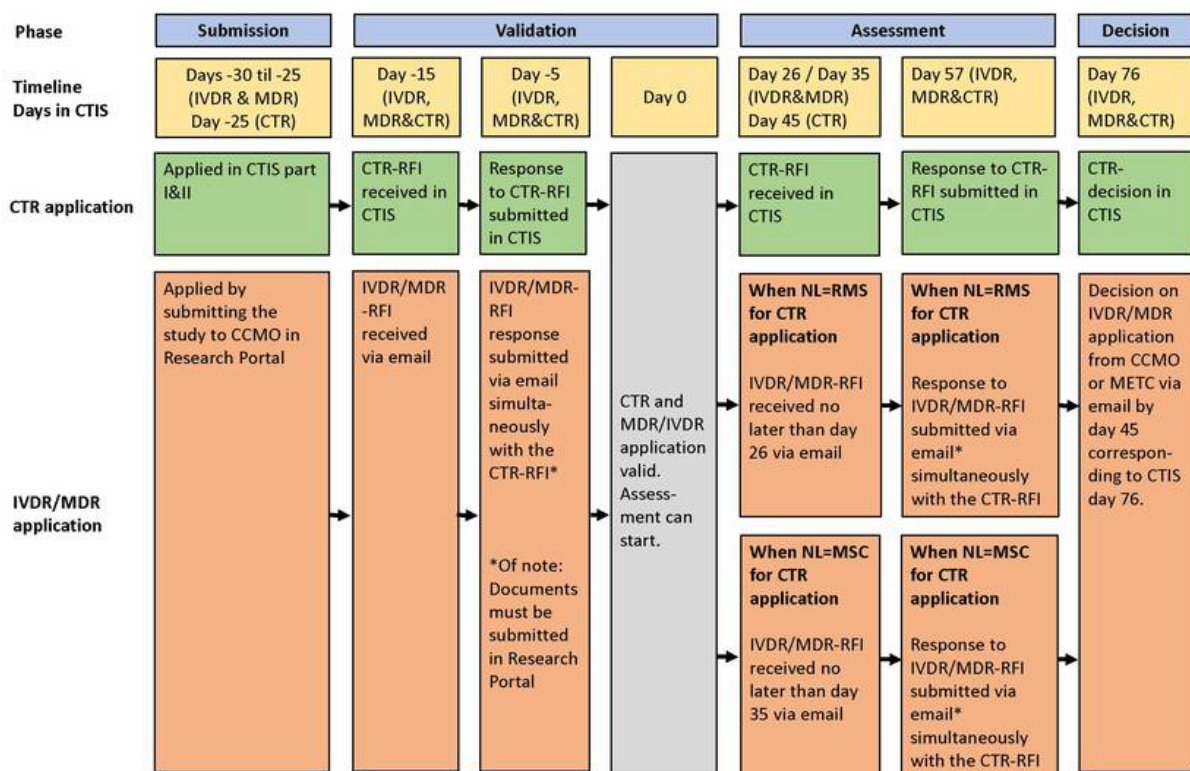 Phase
Submission
Validation
Assessment
Decision
Timeline
Days in CTIS
Days -30 til -25
(IVDR & MDR)
Day -25 (CTR)
Day -15
(IVDR,
MDR&CTR)
Day -5
(IVDR,
MDR&CTR)
Day 0
Day 26 / Day 35
(IVDR&MDR)
Day 45 (CTR)
Day 57 (IVDR,
MDR&CTR)
Day 76
(IVDR,
MDR&CTR)
CTR application
Applied in CTIS part
I&II
CTR-RFI
received in
CTIS
Response
to CTR-RFI
submitted
in CTIS
CTR-RFI
received in
CTIS
Response to CTR-
RFI submitted in
CTIS
CTR-
decision in
CTIS
IVDR/MDR
application
Applied by
submitting the
study to CCMO in
Research Portal
IVDR/MDR
-RFI
received
via email
IVDR/MDR-
RFI
response
submitted
via email
simulta-
neously
with the
CTR-RFI*
*Of note:
Documents
must be
submitted
in Research
Portal
CTR and
MDR/IVDR
application
valid.
Assess-
ment can
start.
When NL=RMS
for CTR
application
IVDR/MDR-RFI
received no
later than day
26 via email
When NL=RMS
for CTR
application
Response to
IVDR/MDR-RFI
submitted via
email*
simultaneously
with the CTR-RFI
Decision on
IVDR/MDR
application
from CCMO
or METC via
email by
day 45
correspon-
ding to CTIS
day 76.
When NL=MSC
for CTR
application
IVDR/MDR-RFI
received no
later than day
35 via email
When NL=MSC
for CTR
application
Response to
IVDR/MDR-RFI
submitted via
email*
simultaneously
with the CTR-RFI